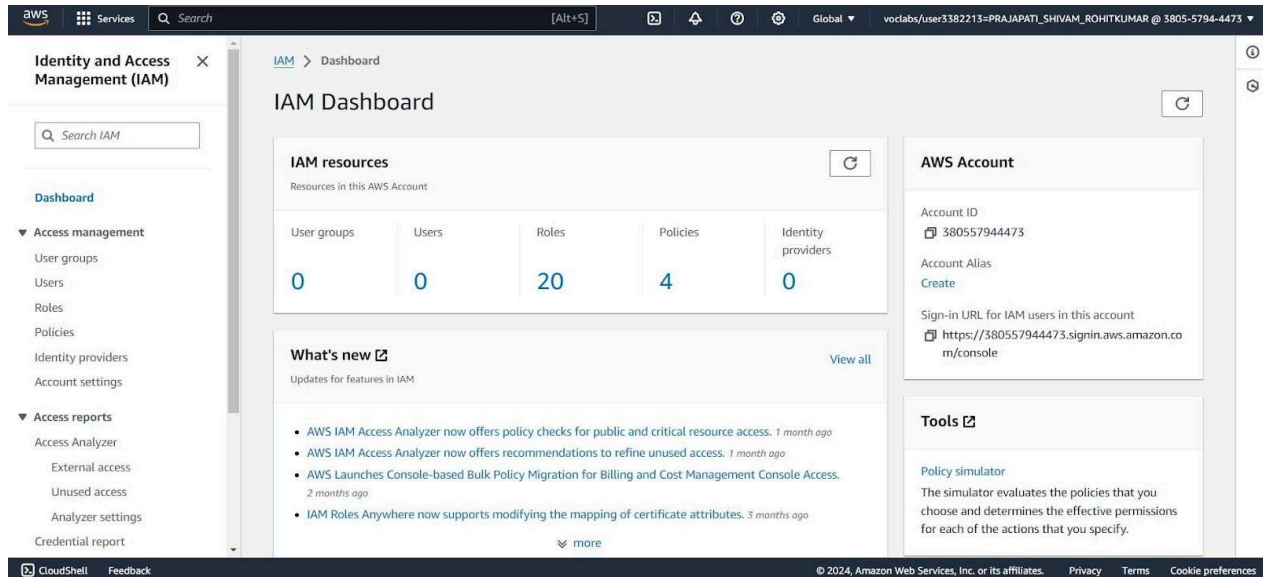 aws
Services
Search
[Alt+S]
Global
voclabs/user3382213=PRAJAPATI_SHIVAM_ROHITKUMAR @ 3805-5794-4473
Identity and Access
Management (IAM)
Search IAM
Dashboard
Access management
User groups
Users
Roles
Policies
Identity providers
Account settings
Access reports
Access Analyzer
External access
Unused access
Analyzer settings
Credential report
IAM > Dashboard
IAM Dashboard
IAM resources
Resources in this AWS Account
User groups
0
Users
0
Roles
20
Policies
4
Identity
providers
0
What's new
View all
Updates for features in IAM
AWS IAM Access Analyzer now offers policy checks for public and critical resource access. 1 month ago
AWS IAM Access Analyzer now offers recommendations to refine unused access. 1 month ago
AWS Launches Console-based Bulk Policy Migration for Billing and Cost Management Console Access.
2 months ago
IAM Roles Anywhere now supports modifying the mapping of certificate attributes. 3 months ago
more
AWS Account
Account ID
380557944473
Account Alias
Create
Sign-in URL for IAM users in this account
https://380557944473.signin.aws.amazon.co
m/console
Tools
Policy simulator
The simulator evaluates the policies that you
choose and determines the effective permissions
for each of the actions that you specify.
CloudShell
Feedback
© 2024, Amazon Web Services, Inc. or its affiliates.
Privacy
Terms
Cookie preferences